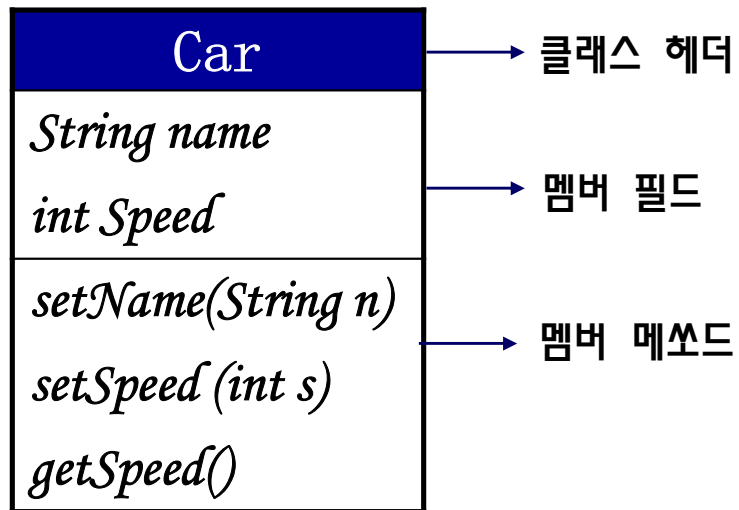 Car
클래스 헤더
String name
int Speed
멤버 필드
setName(String n)
멤버 메쏘드
setSpeed (int s)
getSpeed()